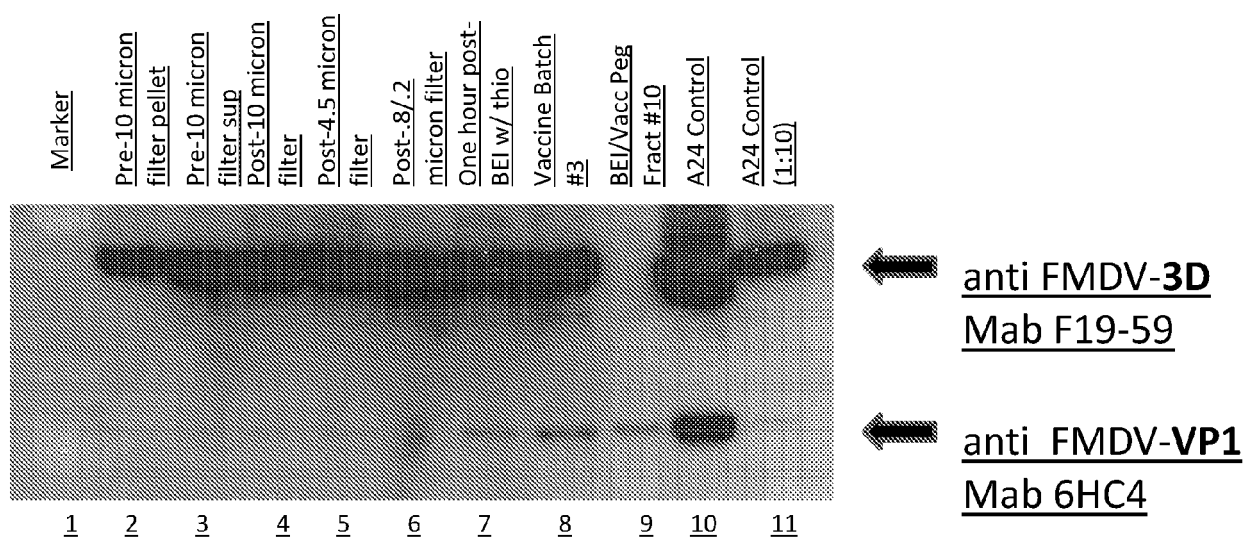 Marker
Pre-10 micron
filter pellet
Pre-10 micron
filter sup
Post-10 micron
filter
Post-4.5 micron
filter
Post-.8/.2
micron filter
One hour post-
BEI w/ thio
Vaccine Batch
#3
BEI/Vacc Peg
Fract #10
A24 Control
A24 Control
(1:10)
anti FMDV-3D
Mab F19-59
anti FMDV-VP1
Mab 6HC4
1 2 3 4 5 6 7 8 9 10 11